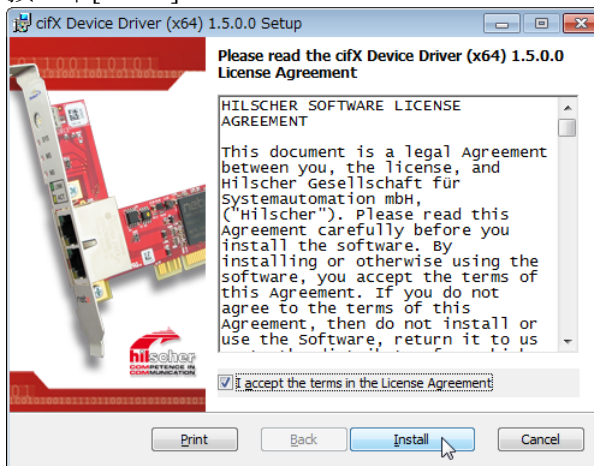 cifX Device Driver (x64) 1.5.0.0 Setup
Please read the cifX Device Driver (x64) 1.5.0.0
License Agreement
HILSCHER SOFTWARE LICENSE
AGREEMENT
This document is a legal Agreement
between you, the license, and
Hilscher Gesellschaft für
Systemautomation mbH,
("Hilscher"). Please read this
Agreement carefully before you
install the software. By
installing or otherwise using the
software, you accept the terms of
this Agreement. If you do not
agree to the terms of this
Agreement, then do not install or
use the Software, return it to us
hilscher
COMPETENCE IN
COMMUNICATION
I accept the terms in the License Agreement
Print
Back
Install
Cancel